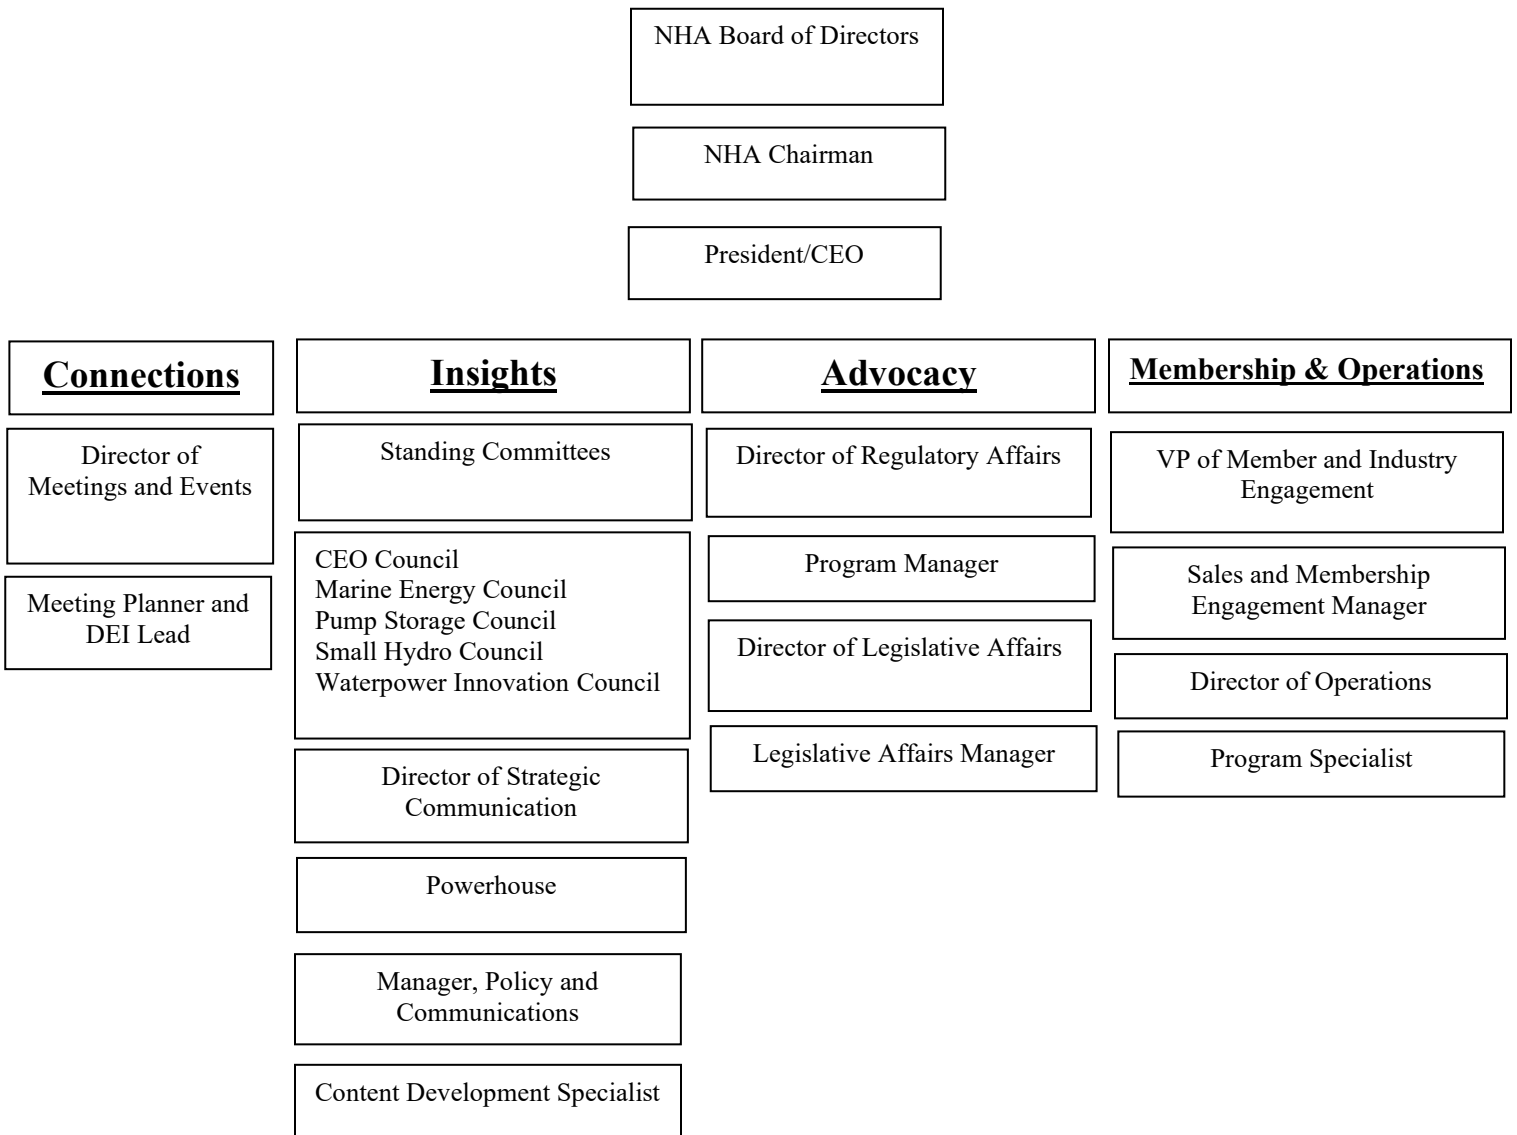 NHA Board of Directors
NHA Chairman
President/CEO
Connections
Director of
Meetings and Events
Meeting Planner and
DEI Lead
Insights
Standing Committees
CEO Council
Marine Energy Council
Pump Storage Council
Small Hydro Council
Waterpower Innovation Council
Director of Strategic
Communication
Powerhouse
Manager, Policy and
Communications
Content Development Specialist
Advocacy
Director of Regulatory Affairs
Program Manager
Director of Legislative Affairs
Legislative Affairs Manager
Membership & Operations
VP of Member and Industry
Engagement
Sales and Membership
Engagement Manager
Director of Operations
Program Specialist